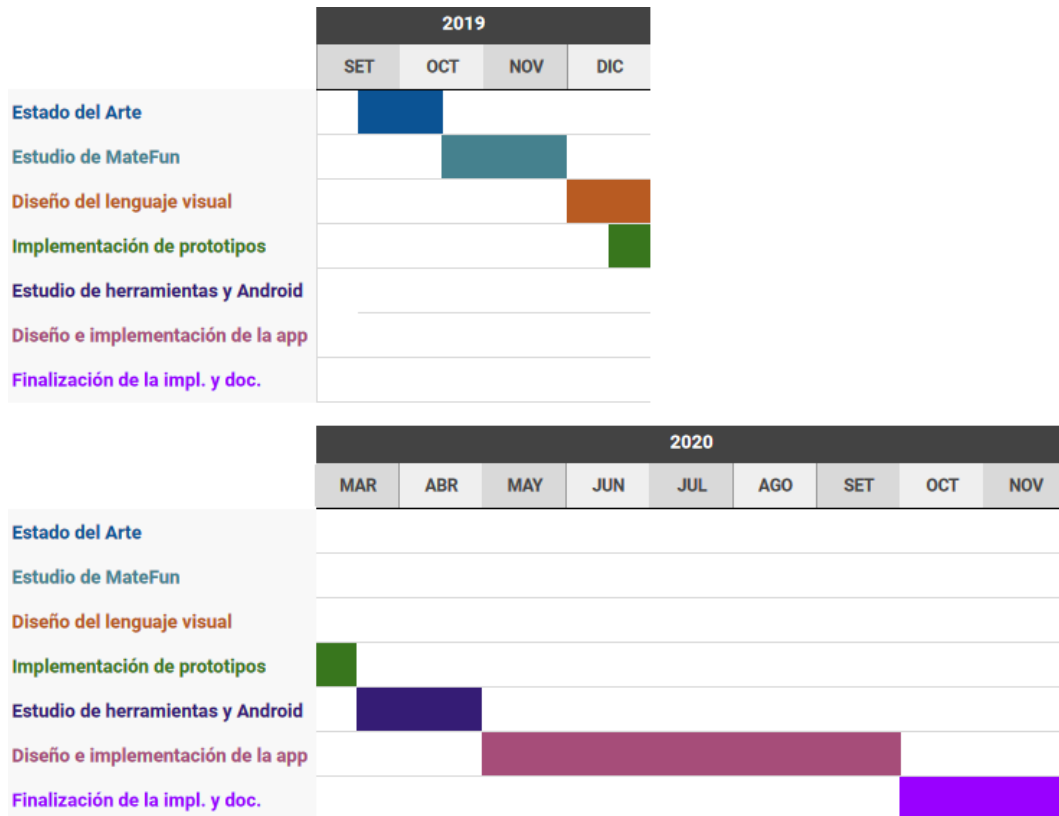 2019
SET OCT NOV DIC
Estado del Arte
Estudio de MateFun
Diseño del lenguaje visual
Implementación de prototipos
Estudio de herramientas y Android
Diseño e implementación de la app
Finalización de la impl. y doc.
2020
MAR ABR MAY JUN JUL AGO SET OCT NOV
Estado del Arte
Estudio de MateFun
Diseño del lenguaje visual
Implementación de prototipos
Estudio de herramientas y Android
Diseño e implementación de la app
Finalización de la impl. y doc.